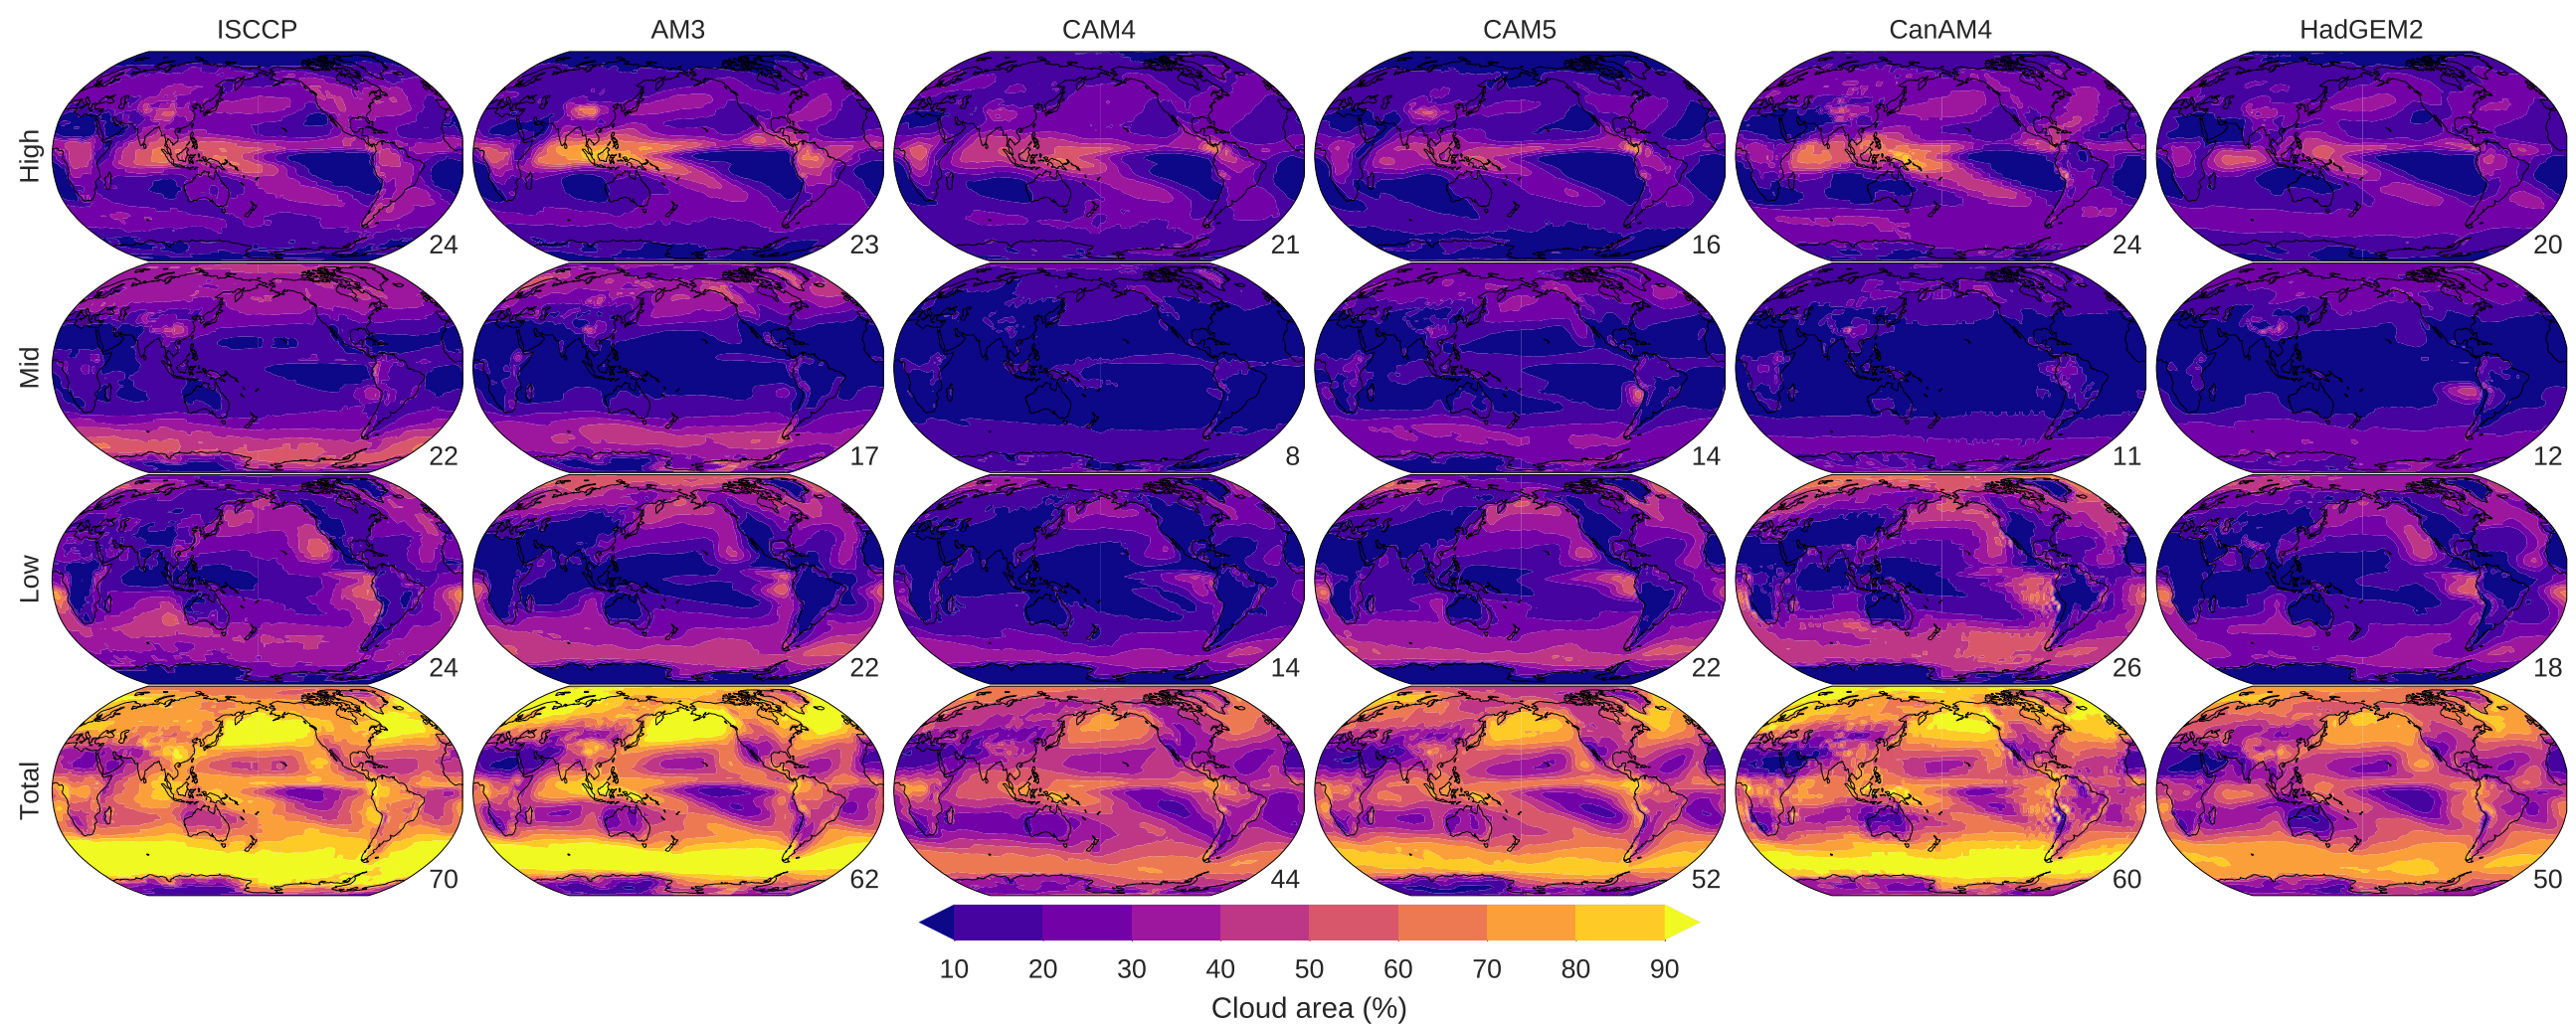 ISCCP AM3 CAM4 CAM5 CanAM4 HadGEM2
High 24 23 21 16 24 20
Mid 22 17 8 14 11 12
Low 24 22 14 22 26 18
Total 70 62 44 52 60 50
10 20 30 40 50 60 70 80 90
Cloud area (%)